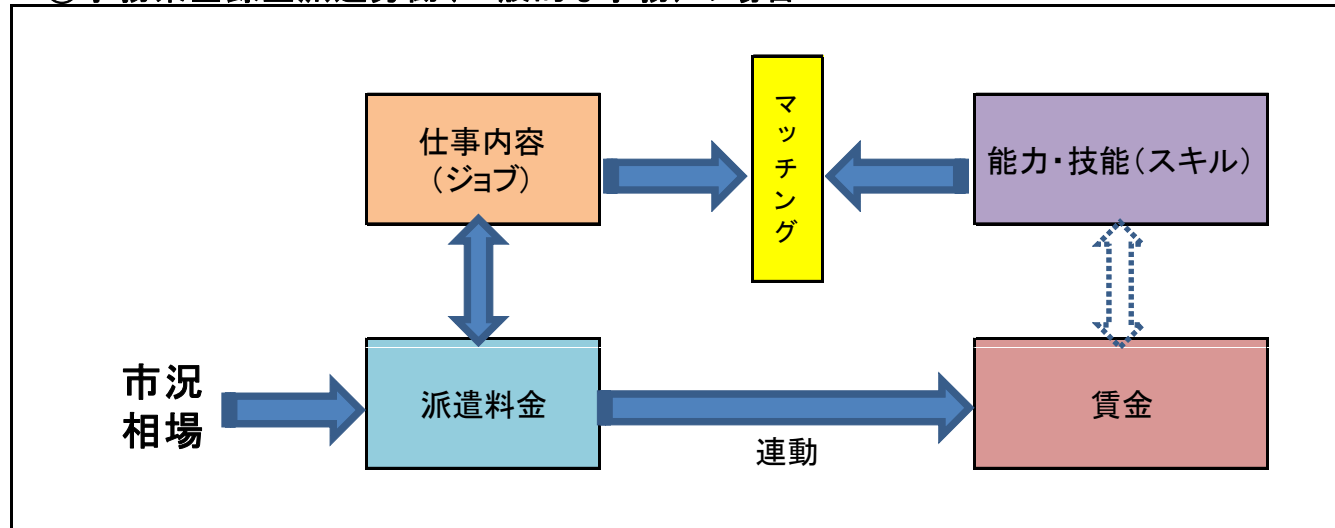 仕事内容
（ジョブ）
マッチング
能力・技能（スキル）
市況
相場
派遣料金
連動
賃金